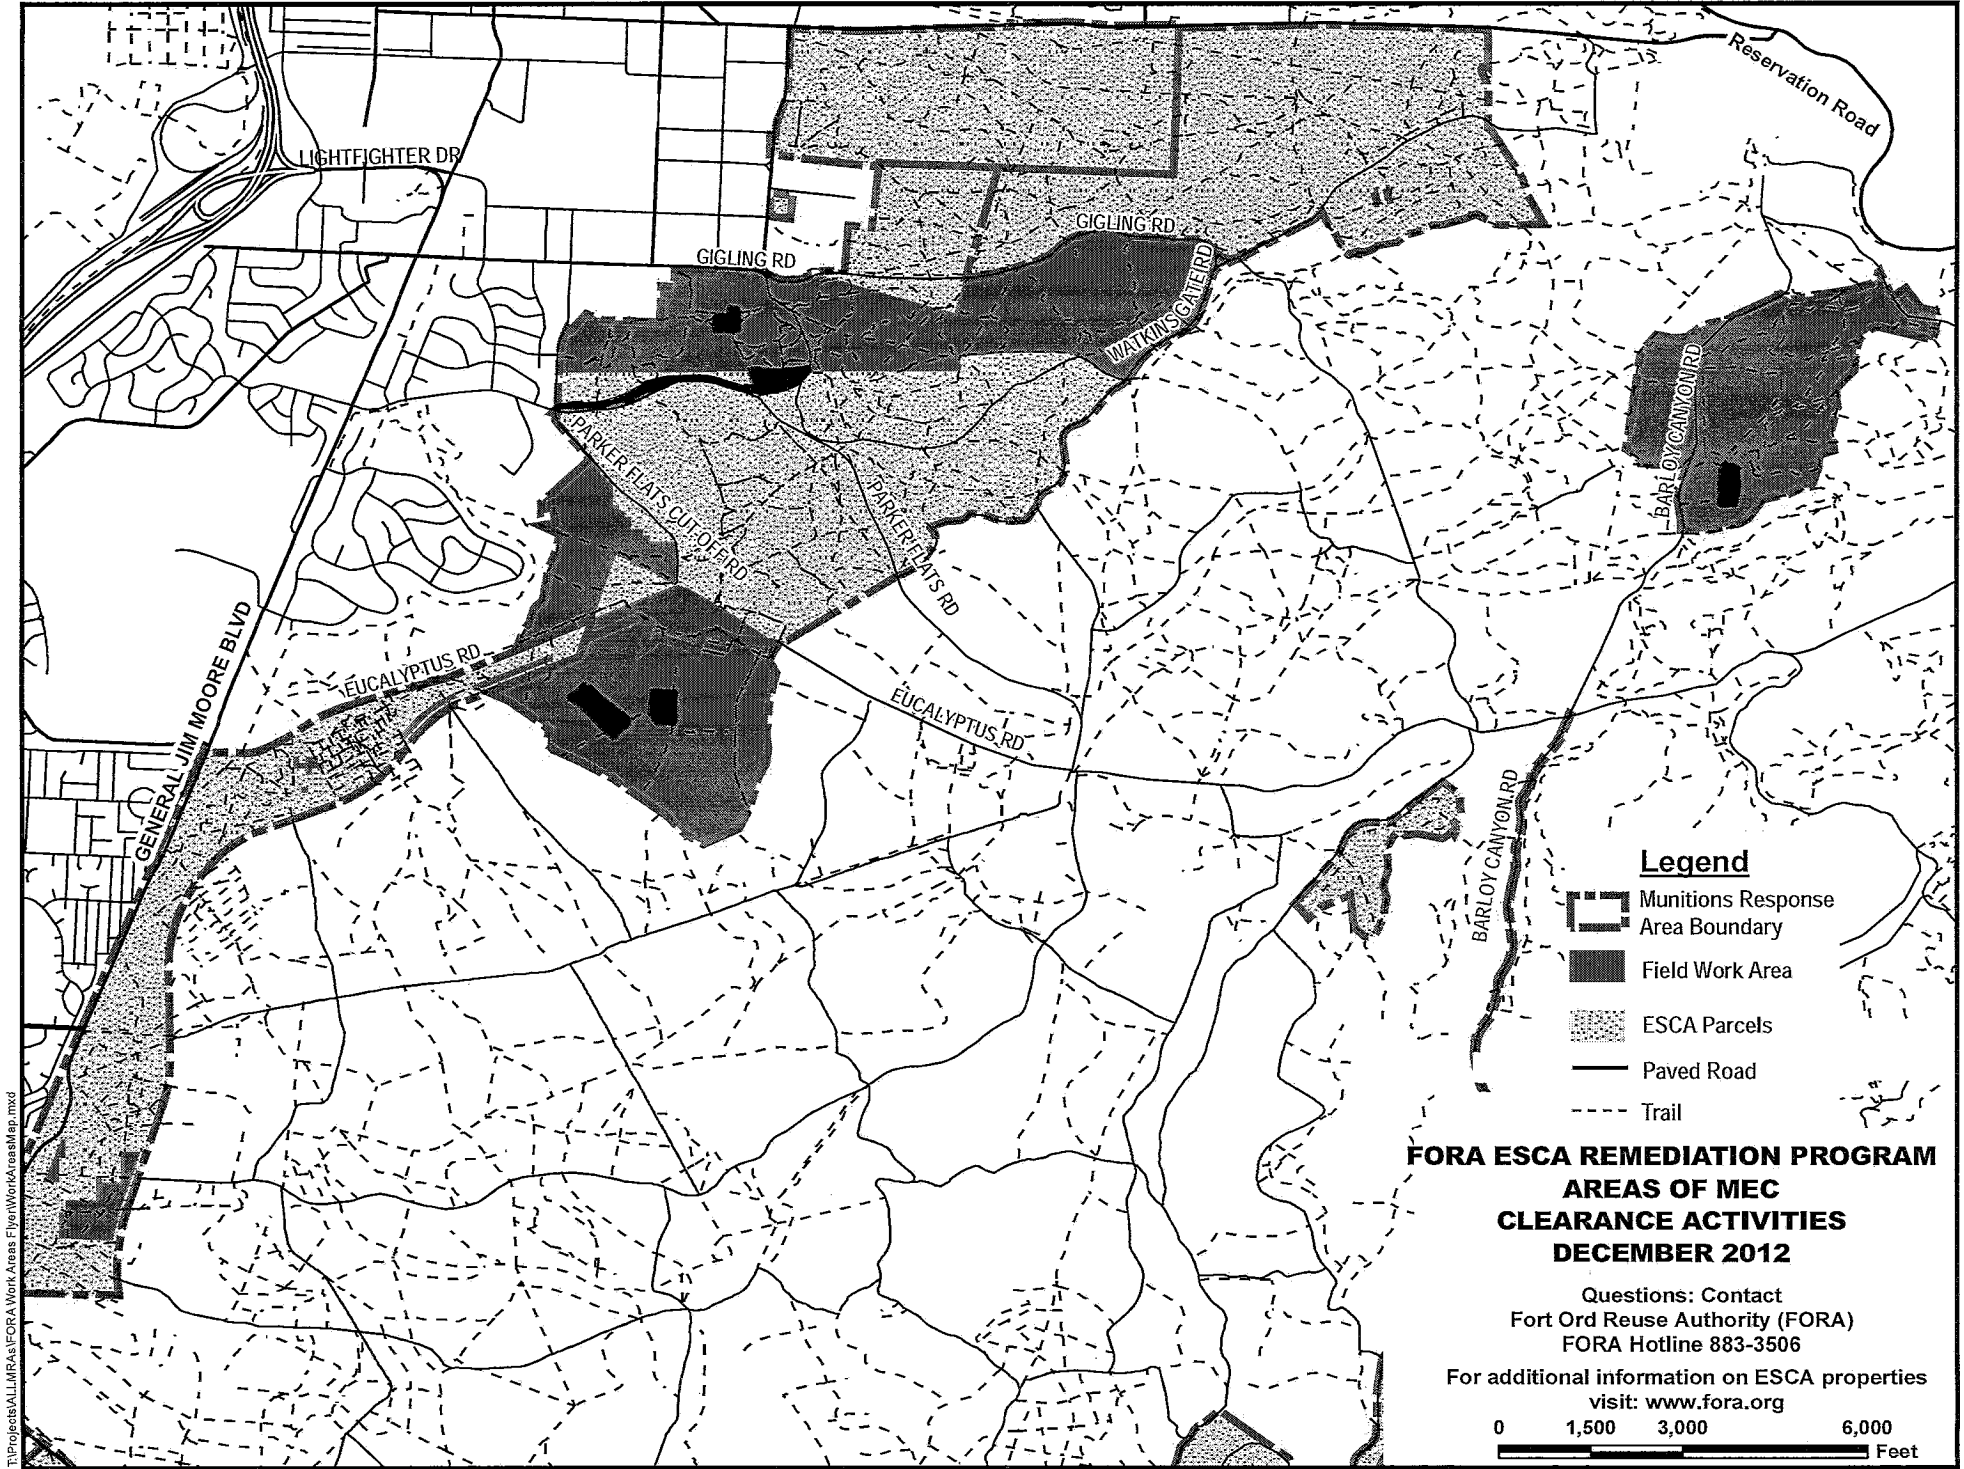 Reservation Road
LIGHTFIGHTER DR
GIGLING RD
GIGLING RD
WATKINS GATE RD
BARLOY CANYON RD
PARKER FLATS CUT-OFF RD
PARKER FLATS RD
GENERAL JIM MOORE BLVD
EUCALYPTUS RD
EUCALYPTUS RD
BARLOY CANYON RD
Legend
Munitions Response
Area Boundary
Field Work Area
ESCA Parcels
Paved Road
Trail
FORA ESCA REMEDIATION PROGRAM
AREAS OF MEC
CLEARANCE ACTIVITIES
DECEMBER 2012
Questions: Contact
Fort Ord Reuse Authority (FORA)
FORA Hotline 883-3506
For additional information on ESCA properties
visit: www.fora.org
0 1,500 3,000 6,000
Feet
T:\Projects\ALLMRAs\FORA Work Areas Flyer\WorkAreasMap.mxd